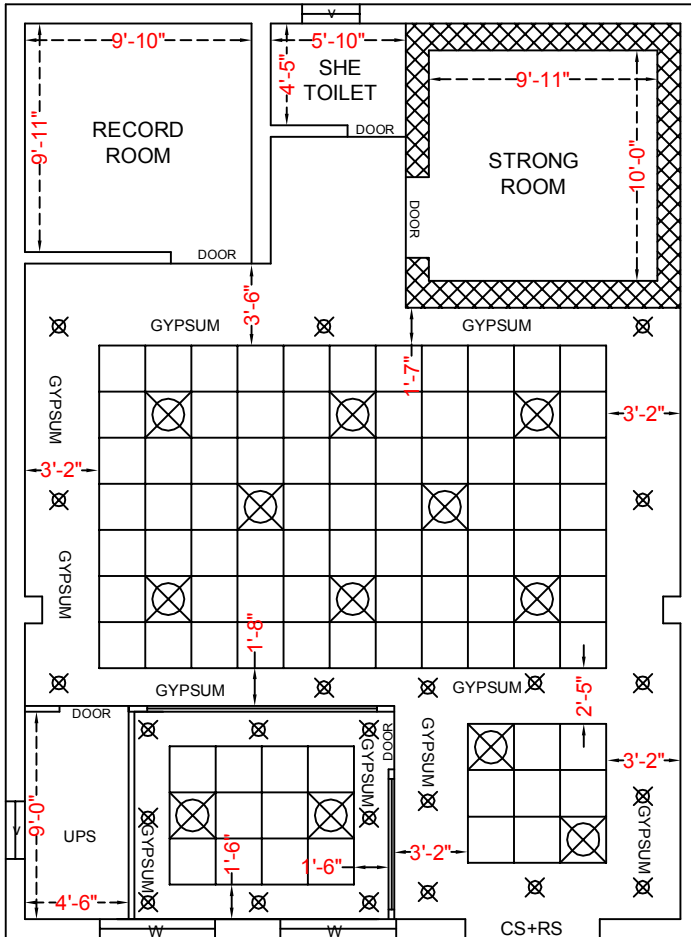 V
9'-10"
5'-10"
4'-5"
SHE
TOILET
9'-11"
9'-11"
RECORD
ROOM
DOOR
STRONG
ROOM
10'-0"
DOOR
DOOR
3'-6"
GYPSUM
GYPSUM
1'-7"
GYPSUM
3'-2"
3'-2"
GYPSUM
1'-8"
GYPSUM
GYPSUM
2'-5"
DOOR
DOOR
GYPSUM
GYPSUM
3'-2"
9'-0"
V
UPS
GYPSUM
1'-6"
1'-6"
3'-2"
GYPSUM
4'-6"
W
W
CS+RS